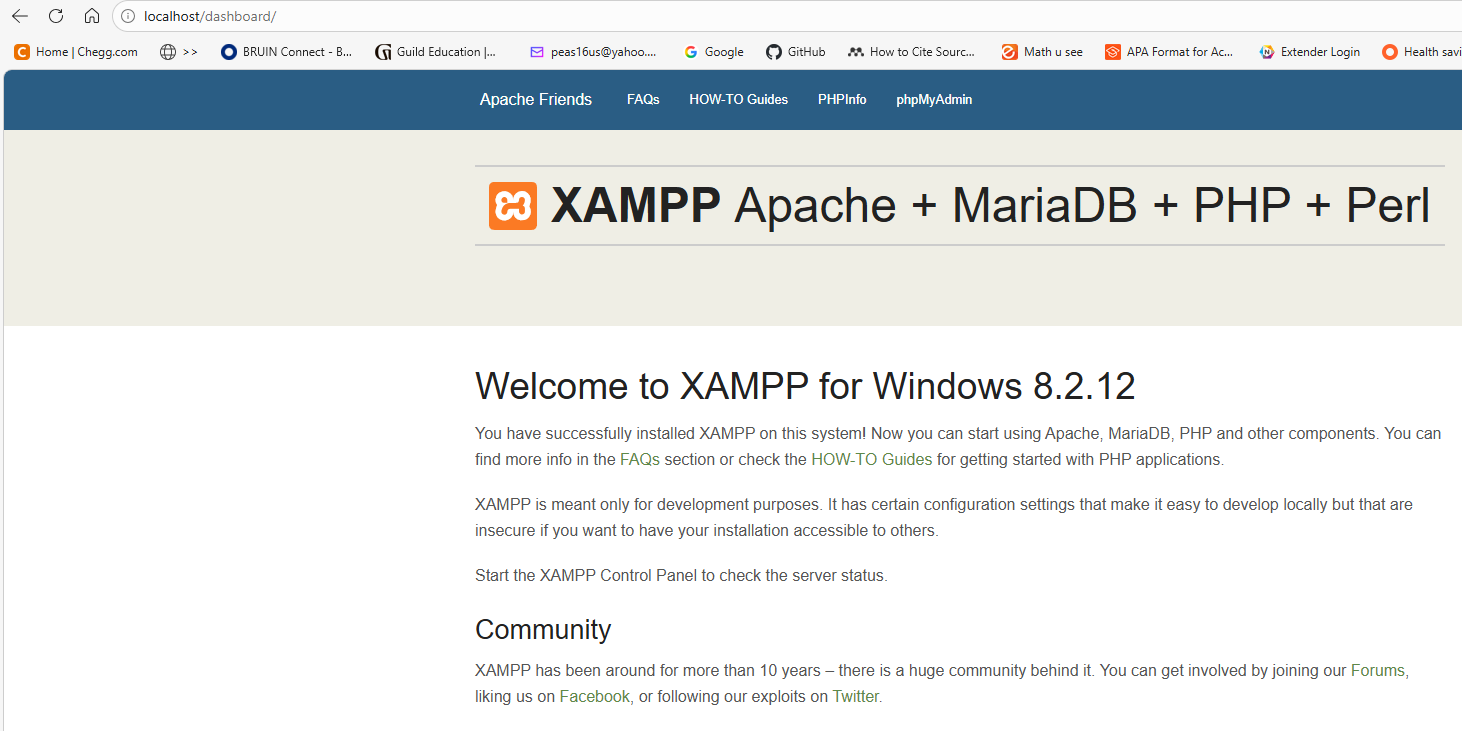 localhost/dashboard/
Home | Chegg.com >> BRUIN Connect - B... Guild Education |... peas16us@yahoo.... Google GitHub How to Cite Sourc... Math u see APA Format for Ac... Extender Login Health savi
Apache Friends FAQs HOW-TO Guides PHPInfo phpMyAdmin
XAMPP Apache + MariaDB + PHP + Perl
Welcome to XAMPP for Windows 8.2.12
You have successfully installed XAMPP on this system! Now you can start using Apache, MariaDB, PHP and other components. You can
find more info in the FAQs section or check the HOW-TO Guides for getting started with PHP applications.
XAMPP is meant only for development purposes. It has certain configuration settings that make it easy to develop locally but that are
insecure if you want to have your installation accessible to others.
Start the XAMPP Control Panel to check the server status.
Community
XAMPP has been around for more than 10 years – there is a huge community behind it. You can get involved by joining our Forums,
liking us on Facebook, or following our exploits on Twitter.